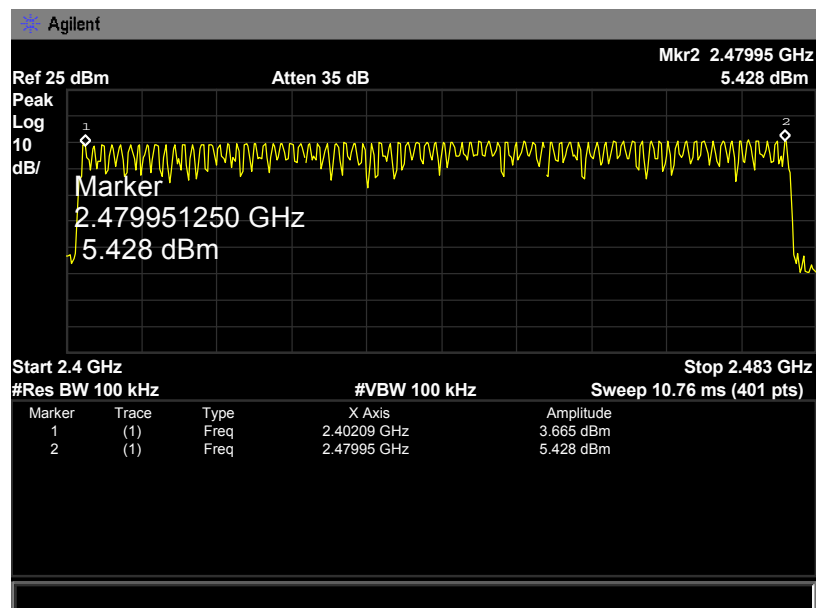 Agilent
Mkr2 2.47995 GHz
Ref 25 dBm Atten 35 dB 5.428 dBm
Peak
Log
10
dB/
1
2
Marker
2.479951250 GHz
5.428 dBm
Start 2.4 GHz Stop 2.483 GHz
#Res BW 100 kHz #VBW 100 kHz Sweep 10.76 ms (401 pts)
Marker Trace Type X Axis Amplitude
1 (1) Freq 2.40209 GHz 3.665 dBm
2 (1) Freq 2.47995 GHz 5.428 dBm